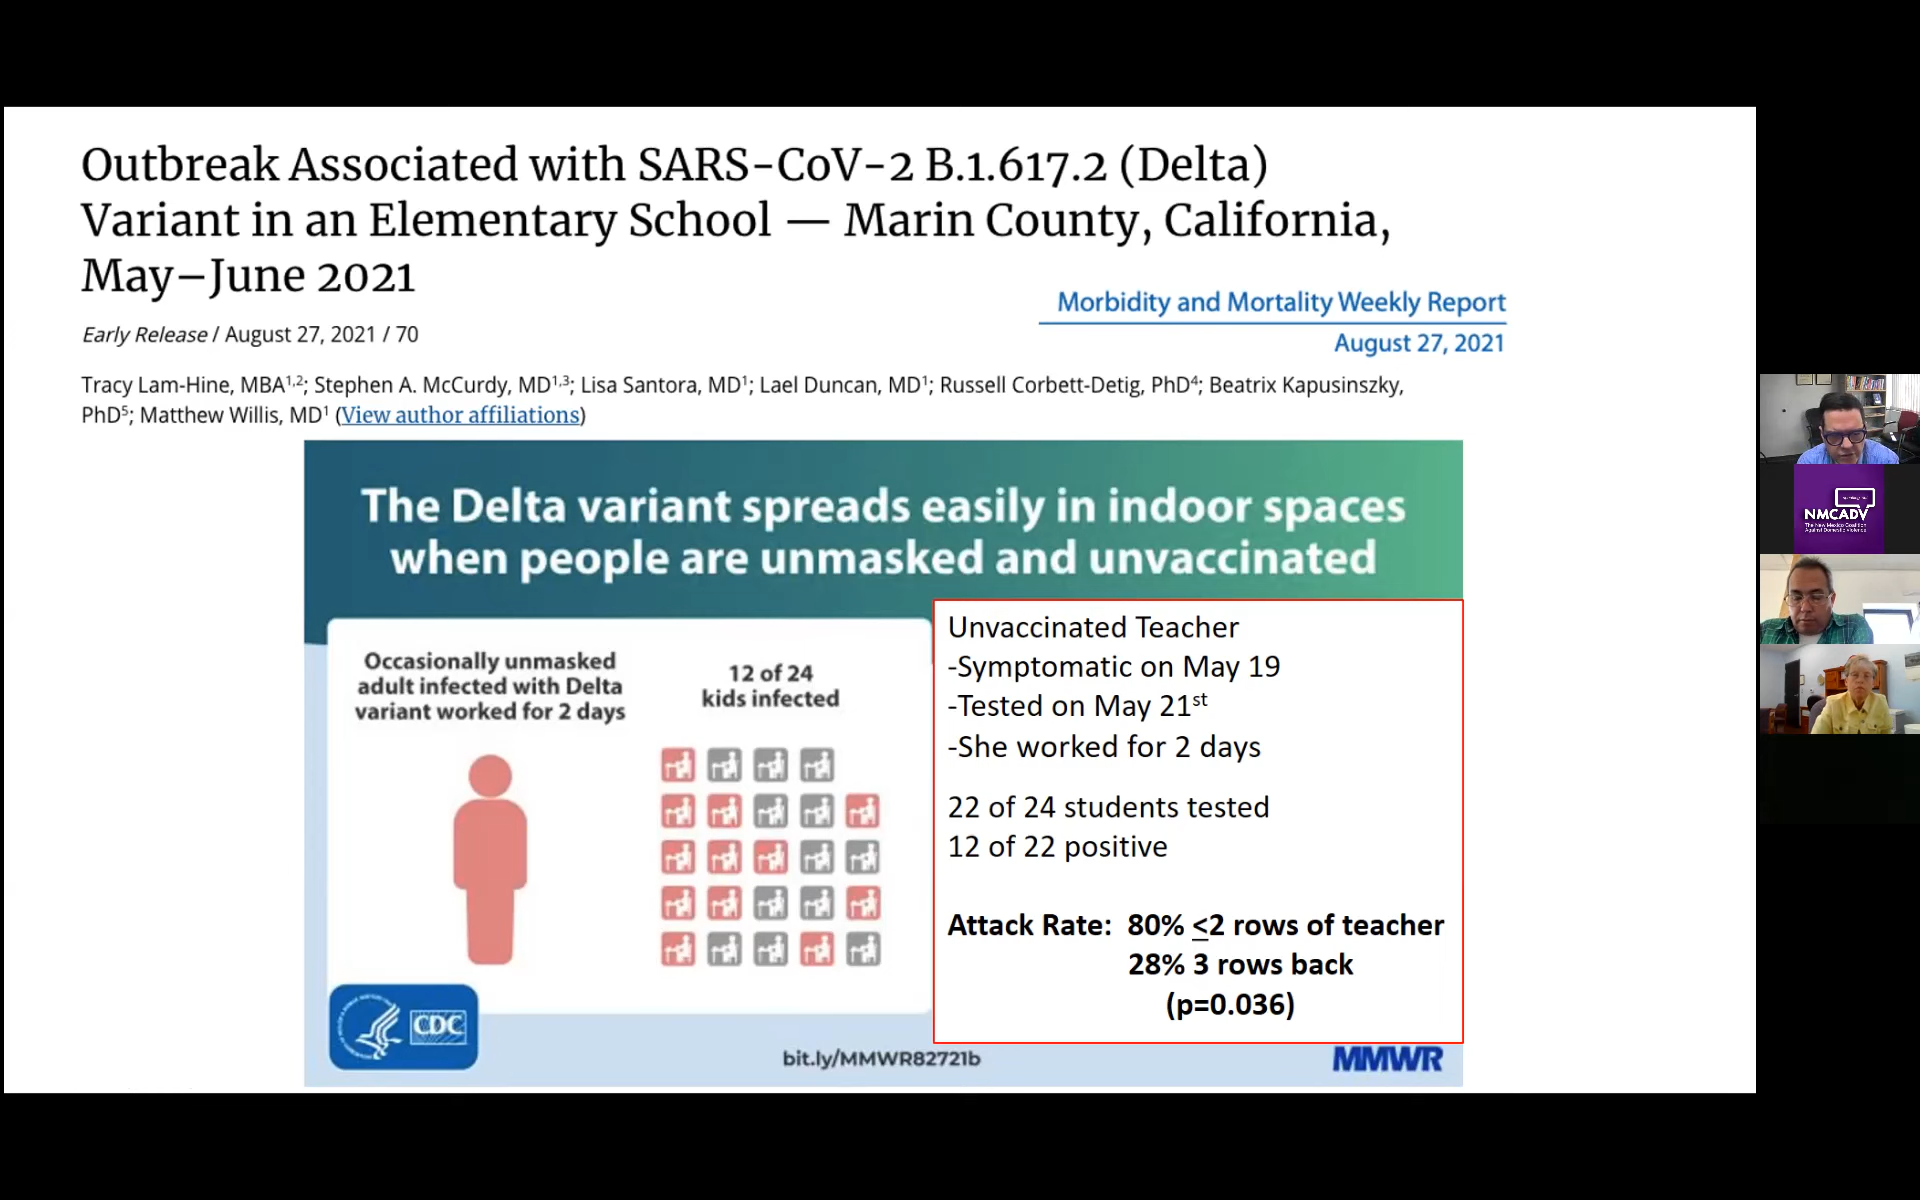 Outbreak Associated with SARS-CoV-2 B.1.617.2 (Delta)
Variant in an Elementary School — Marin County, California,
May–June 2021
Morbidity and Mortality Weekly Report
Early Release / August 27, 2021 / 70
August 27, 2021
Tracy Lam-Hine, MBA1,2; Stephen A. McCurdy, MD1,3; Lisa Santora, MD1; Lael Duncan, MD1; Russell Corbett-Detig, PhD4; Beatrix Kapusinszky,
PhD5; Matthew Willis, MD1 (View author affiliations)
The Delta variant spreads easily in indoor spaces
when people are unmasked and unvaccinated
Occasionally unmasked
adult infected with Delta
variant worked for 2 days
12 of 24
kids infected
Unvaccinated Teacher
-Symptomatic on May 19
-Tested on May 21st
-She worked for 2 days
22 of 24 students tested
12 of 22 positive
Attack Rate: 80% <2 rows of teacher
28% 3 rows back
(p=0.036)
CDC
bit.ly/MMWR82721b
MMWR
NMCADV
The New Mexico Coalition
Against Domestic Violence